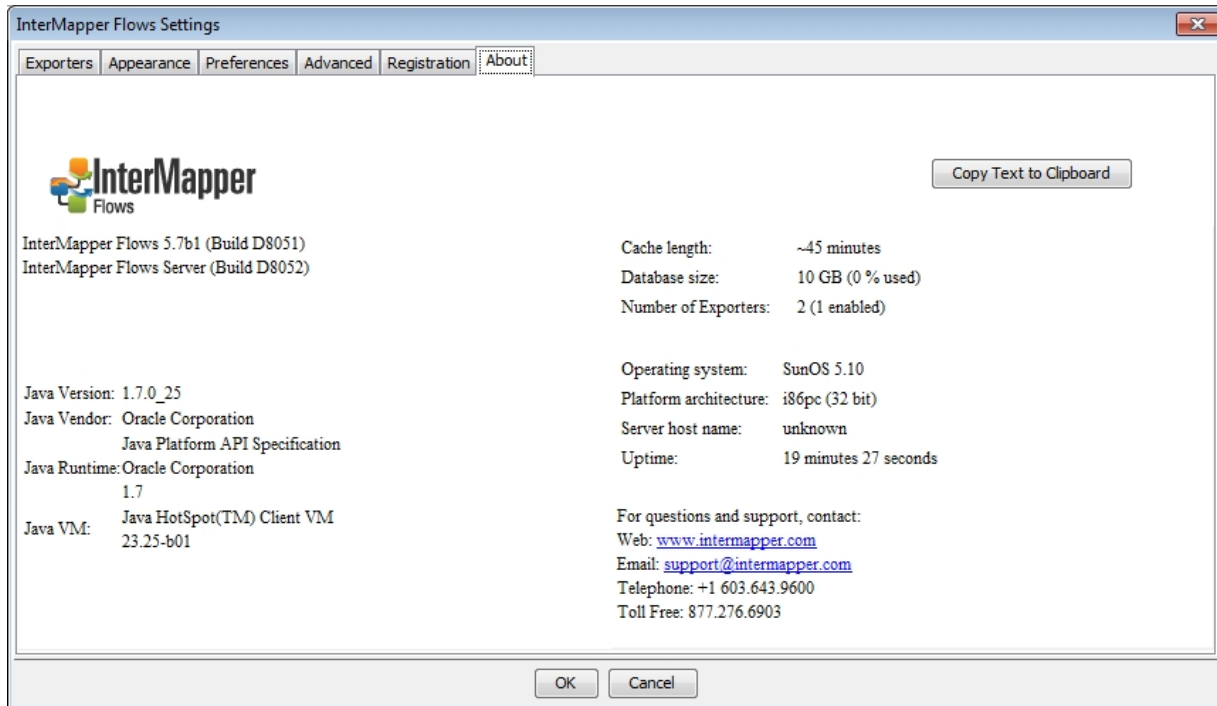 InterMapper Flows Settings
Exporters Appearance Preferences Advanced Registration About
InterMapper
Flows
Copy Text to Clipboard
InterMapper Flows 5.7b1 (Build D8051)
InterMapper Flows Server (Build D8052)
Cache length: ~45 minutes
Database size: 10 GB (0 % used)
Number of Exporters: 2 (1 enabled)
Java Version: 1.7.0_25
Java Vendor: Oracle Corporation
Java Platform API Specification
Java Runtime: Oracle Corporation
1.7
Java VM: Java HotSpot(TM) Client VM
23.25-b01
Operating system: SunOS 5.10
Platform architecture: i86pc (32 bit)
Server host name: unknown
Uptime: 19 minutes 27 seconds
For questions and support, contact:
Web: www.intermapper.com
Email: support@intermapper.com
Telephone: +1 603.643.9600
Toll Free: 877.276.6903
OK Cancel